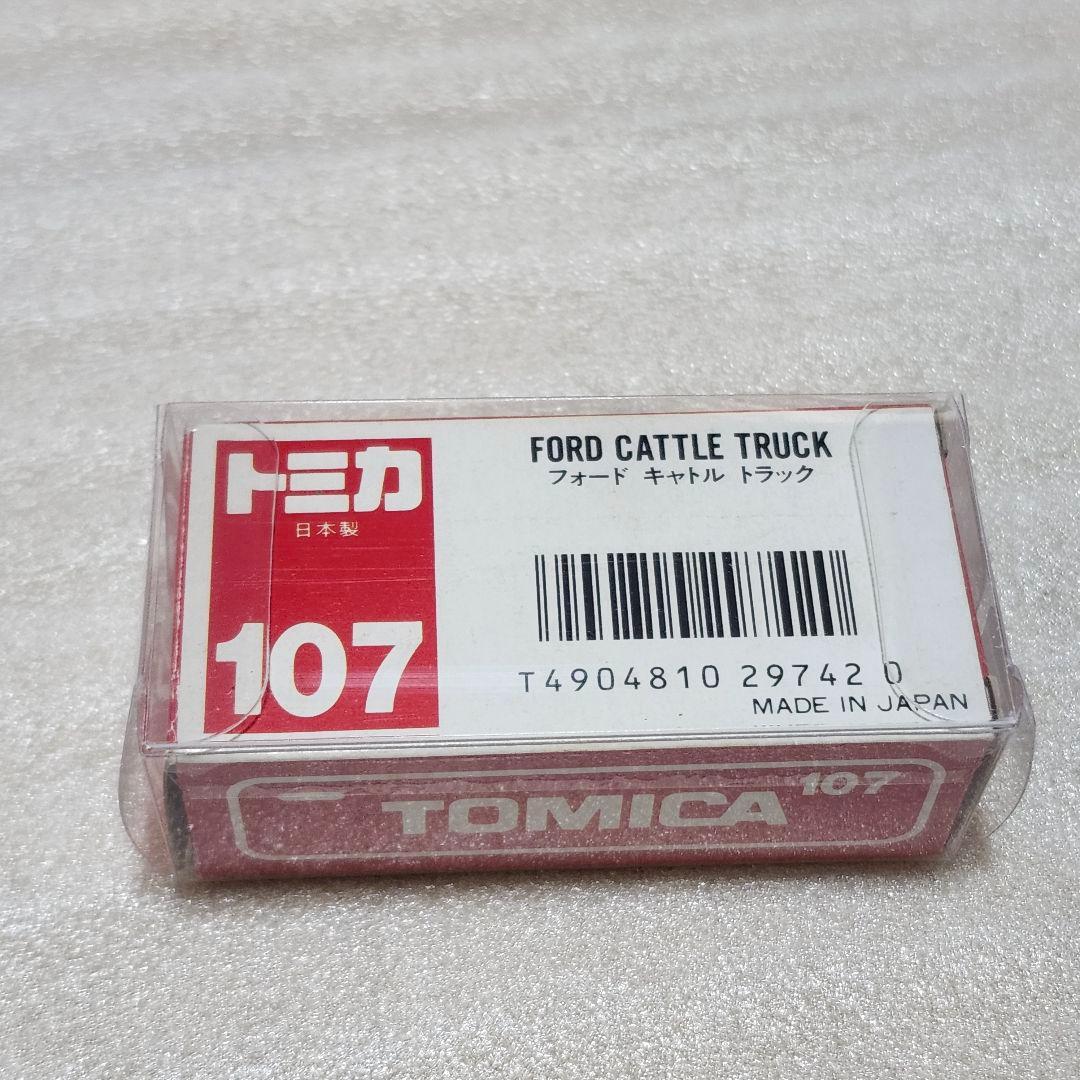 トミカ
日本製
107
FORD CATTLE TRUCK
フォード キャトル トラック
T4904810 29742 0
MADE IN JAPAN
TOMICA 107